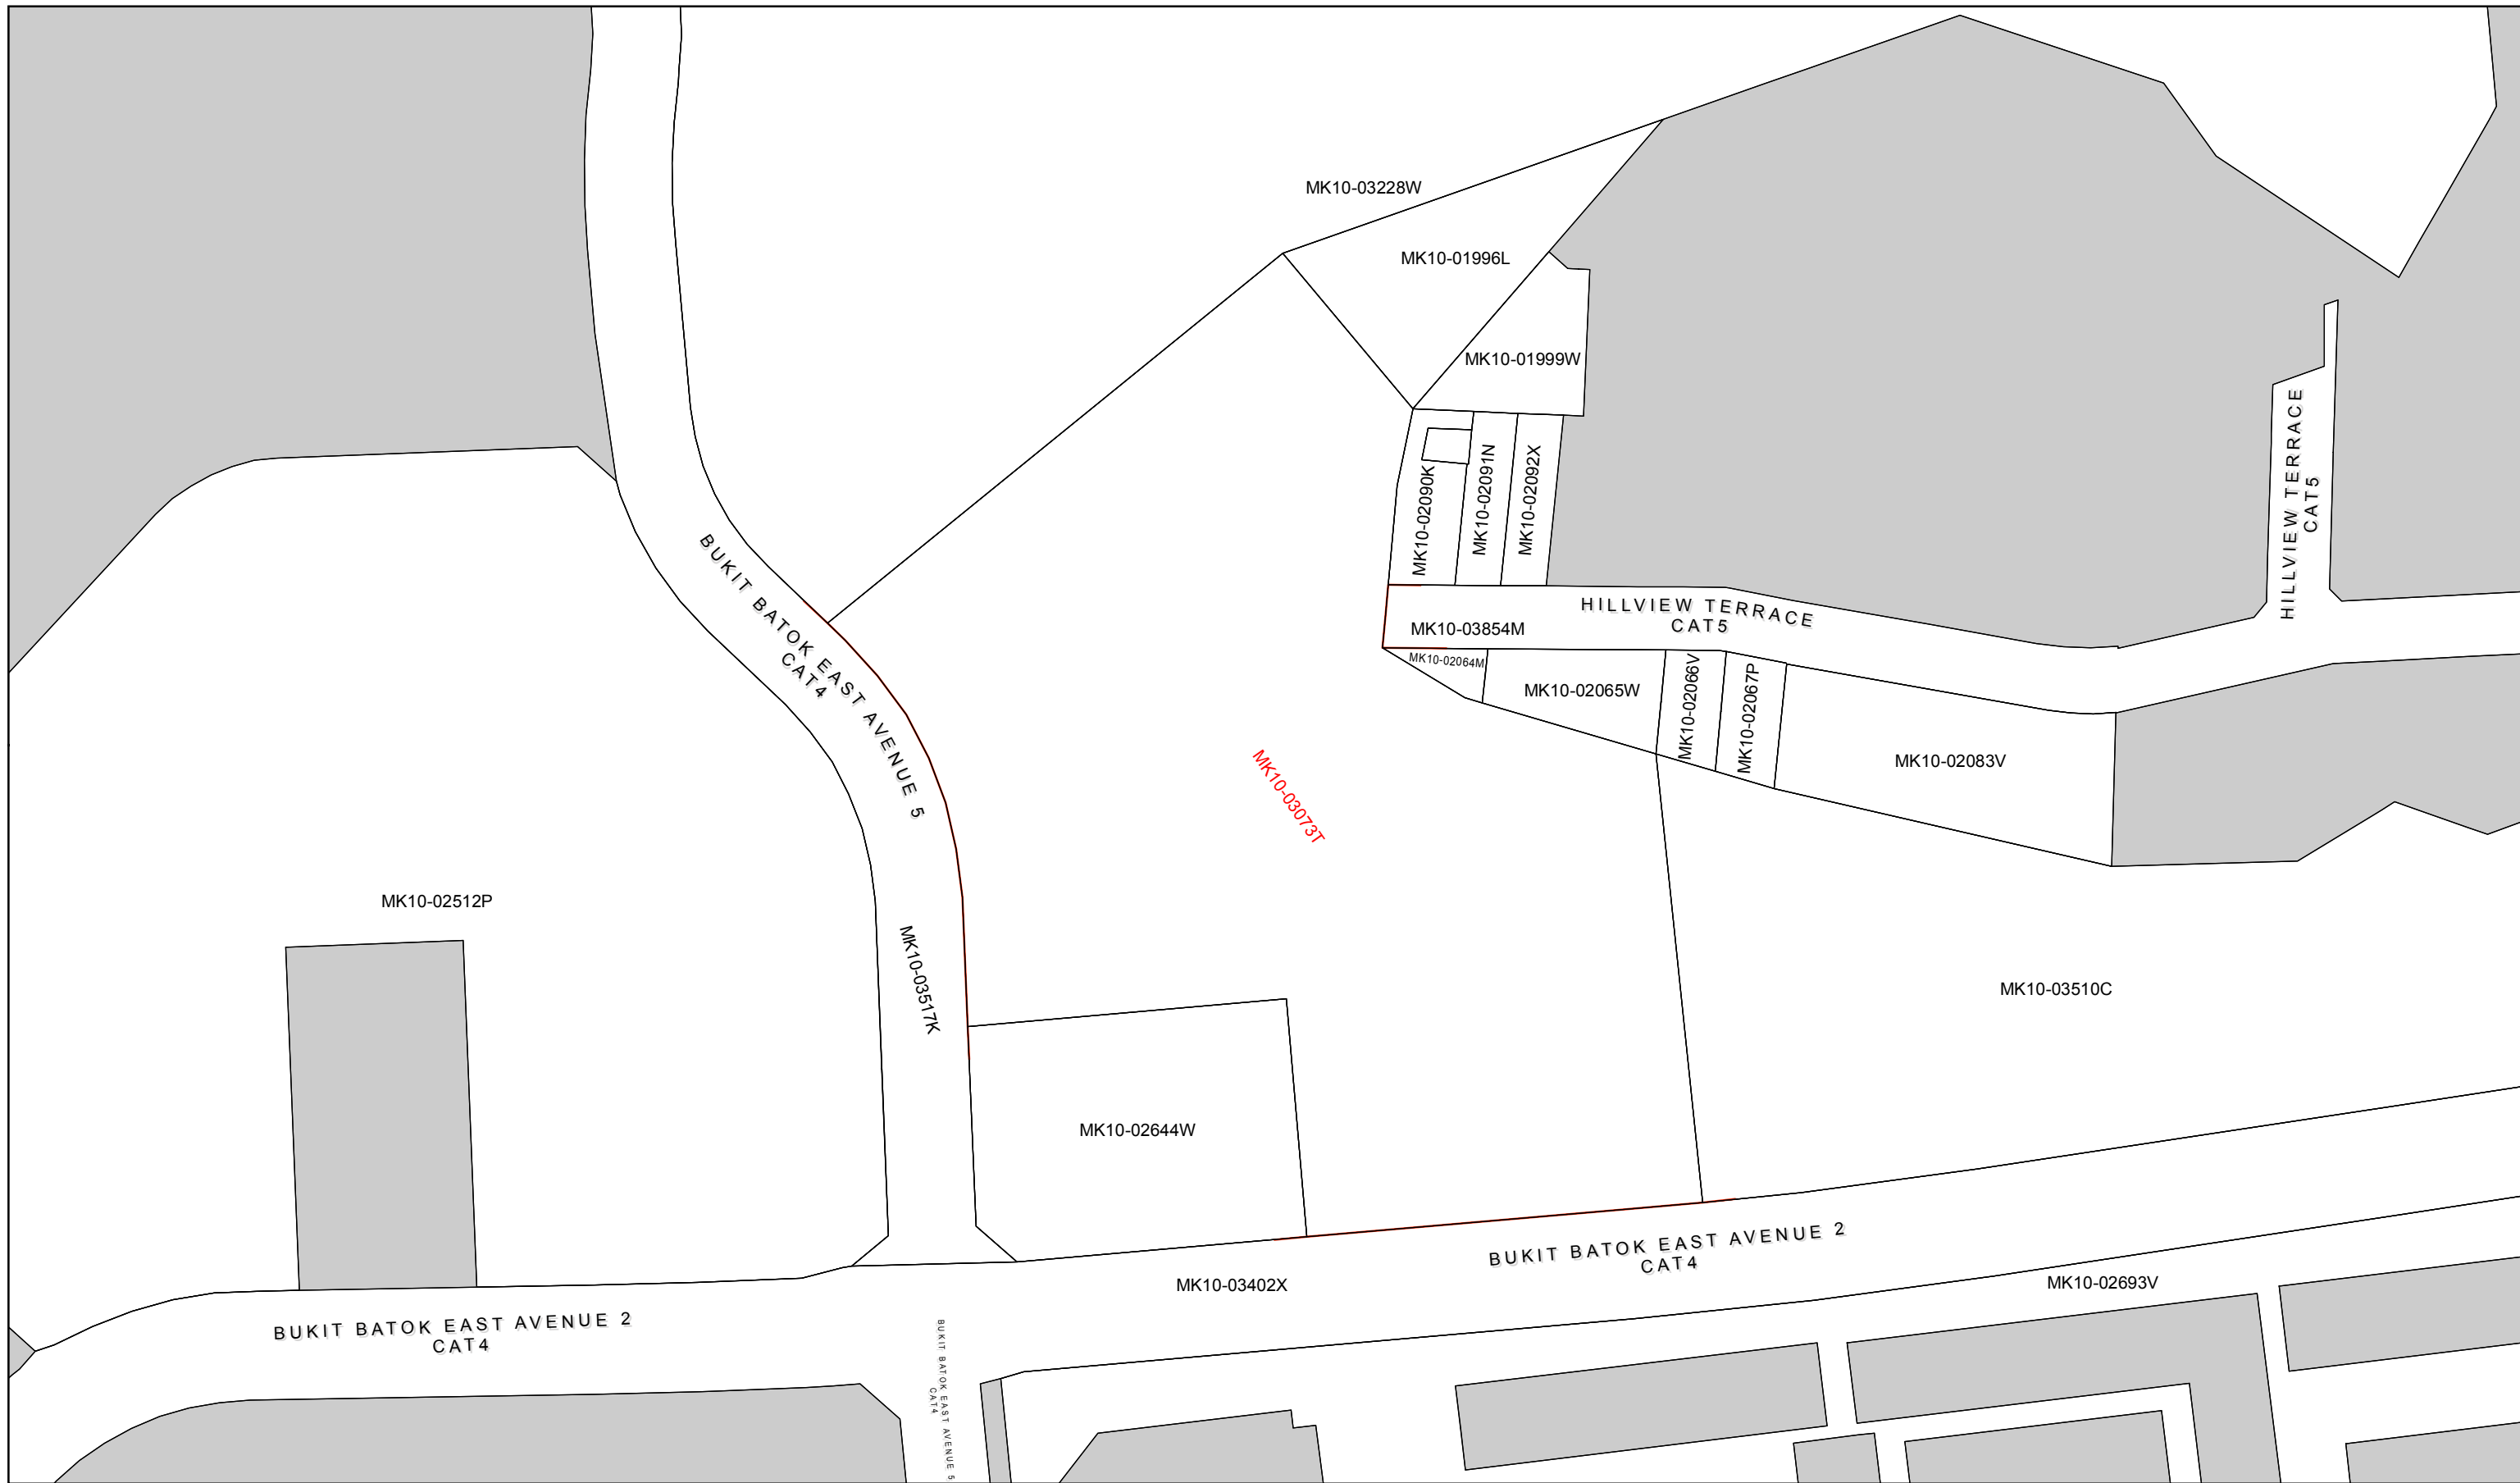 MK10-03228W
MK10-01996L
MK10-01999W
MK10-02090K
MK10-02091N
MK10-02092X
HILLVIEW TERRACE
CAT5
HILLVIEW TERRACE
CAT5
MK10-03854M
MK10-02064M
MK10-02065W
MK10-02066V
MK10-02067P
MK10-02083V
BUKIT BATOK EAST AVENUE 5
CAT4
MK10-03073T
MK10-02512P
MK10-03517K
MK10-03510C
MK10-02644W
BUKIT BATOK EAST AVENUE 2
CAT4
MK10-03402X
MK10-02693V
BUKIT BATOK EAST AVENUE 2
CAT4
BUKIT BATOK EAST AVENUE 5
CAT4